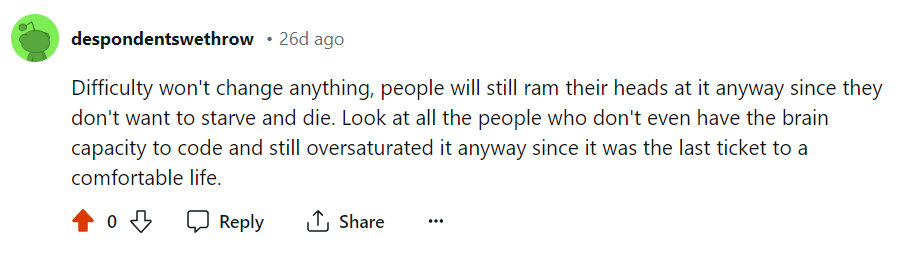 despondentswethrow • 26d ago
Difficulty won't change anything, people will still ram their heads at it anyway since they
don't want to starve and die. Look at all the people who don't even have the brain
capacity to code and still oversaturated it anyway since it was the last ticket to a
comfortable life.
0 Reply Share ...